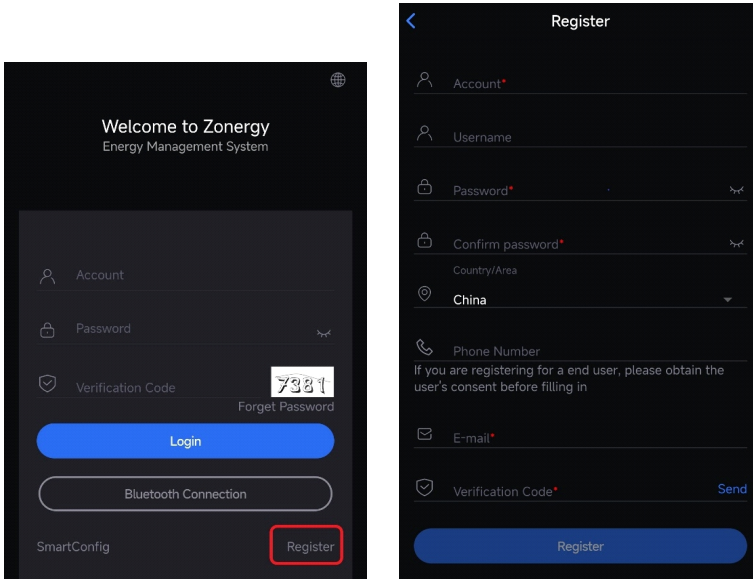 Welcome to Zonergy
Energy Management System
Account
Password
Verification Code
7381
Forget Password
Login
Bluetooth Connection
SmartConfig
Register
Register
Account*
Username
Password*
Confirm password*
Country/Area
China
Phone Number
If you are registering for a end user, please obtain the
user's consent before filling in
E-mail*
Verification Code*
Send
Register